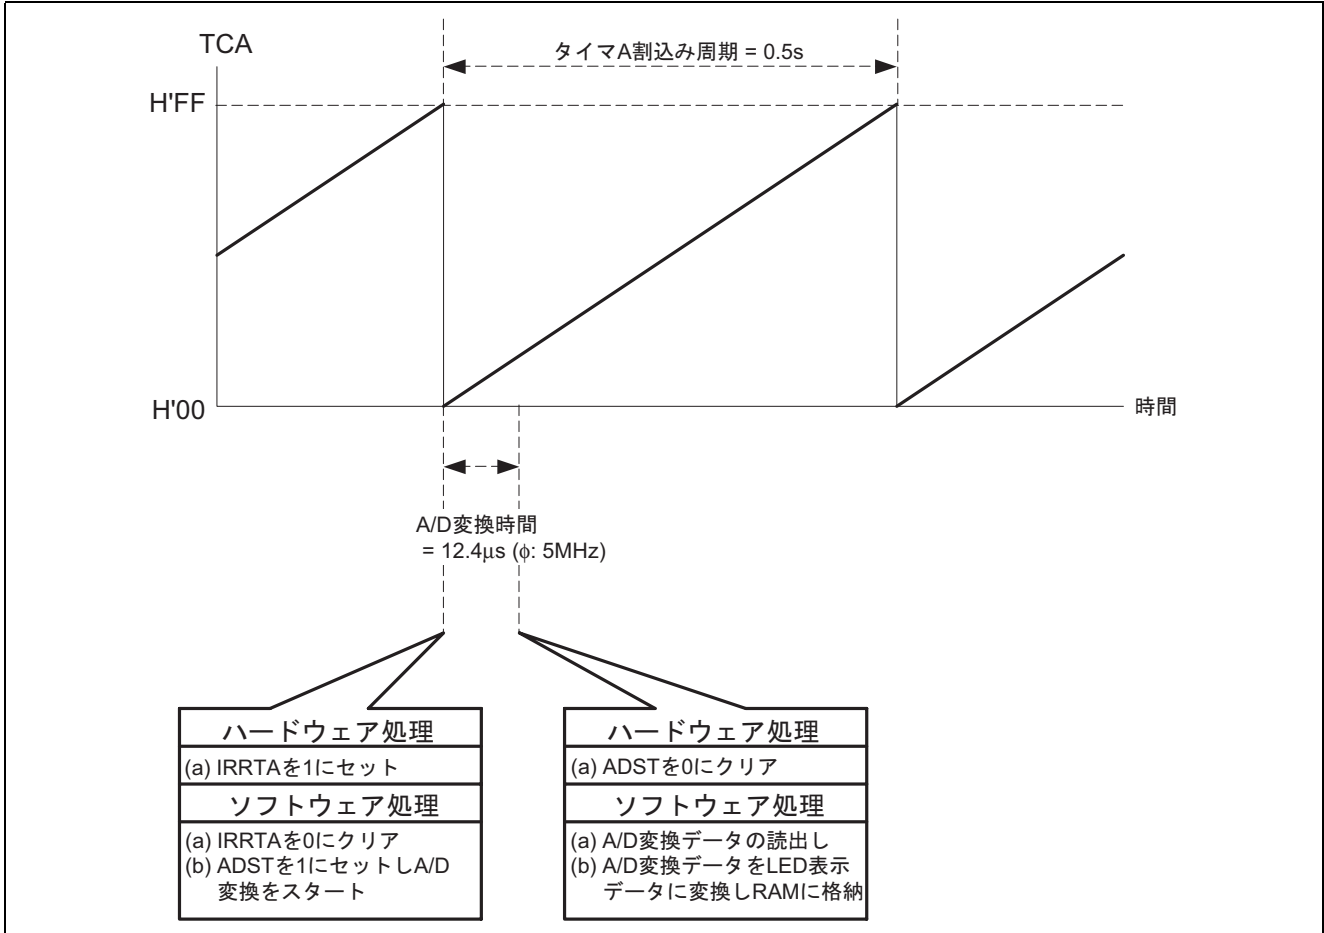 TCA
タイマA割込み周期 = 0.5s
H'FF
H'00
時間
A/D変換時間
= 12.4μs (φ: 5MHz)
ハードウェア処理
(a) IRRTAを1にセット
ソフトウェア処理
(a) IRRTAを0にクリア
(b) ADSTを1にセットしA/D
変換をスタート
ハードウェア処理
(a) ADSTを0にクリア
ソフトウェア処理
(a) A/D変換データの読出し
(b) A/D変換データをLED表示
データに変換しRAMに格納